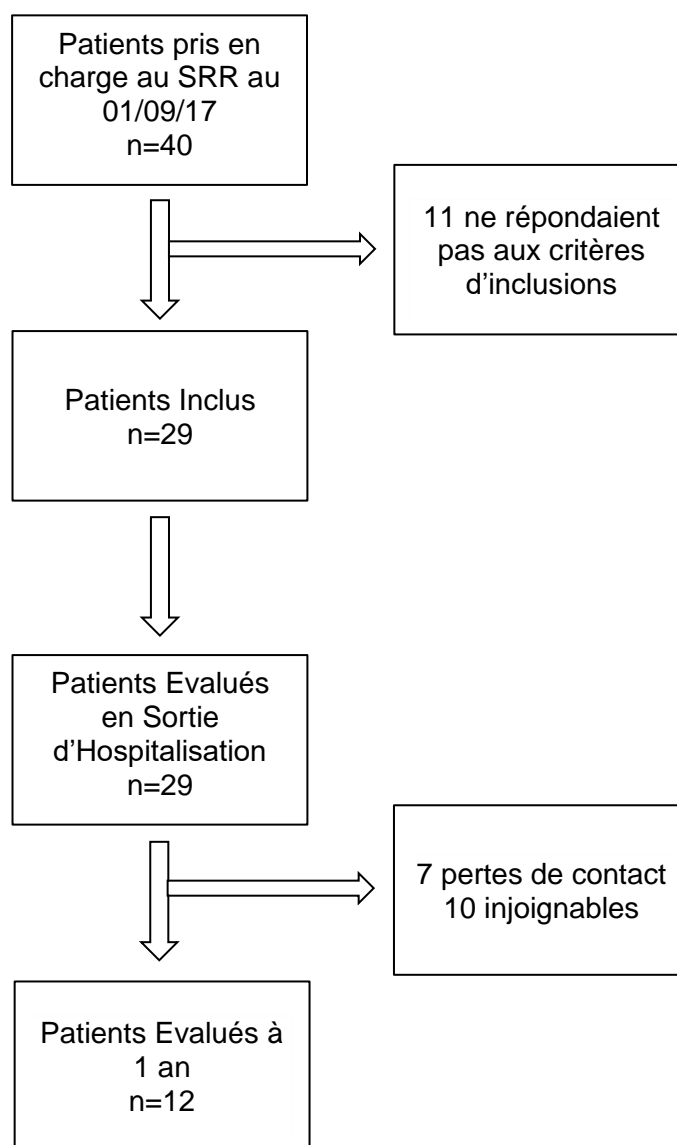 Patients pris en
charge au SRR au
01/09/17
n=40
11 ne répondaient
pas aux critères
d’inclusions
Patients Inclus
n=29
Patients Evalués
en Sortie
d’Hospitalisation
n=29
7 pertes de contact
10 injoignables
Patients Evalués à
1 an
n=12